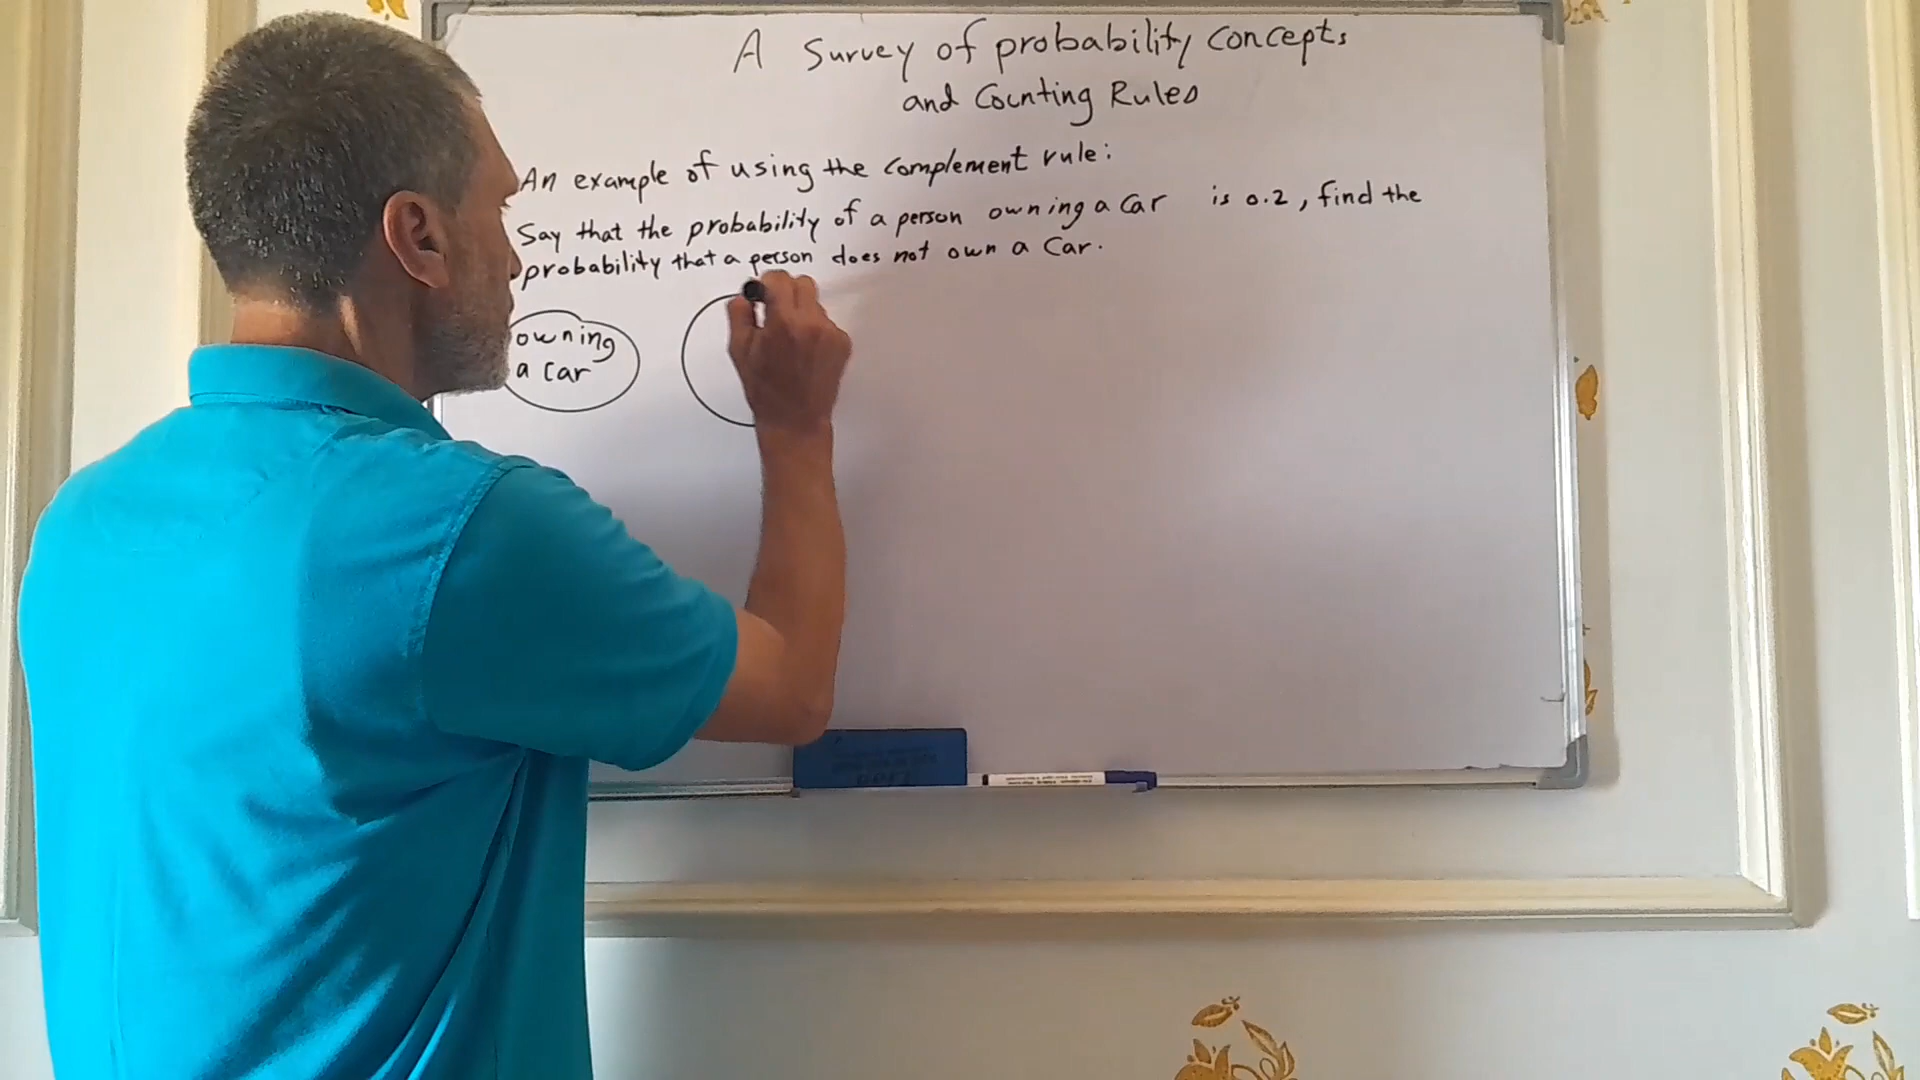 A Survey of probability concepts
and Counting Rules
An example of using the complement rule:
Say that the probability of a person owning a car is 0.2, find the
probability that a person does not own a car.
owning
a car